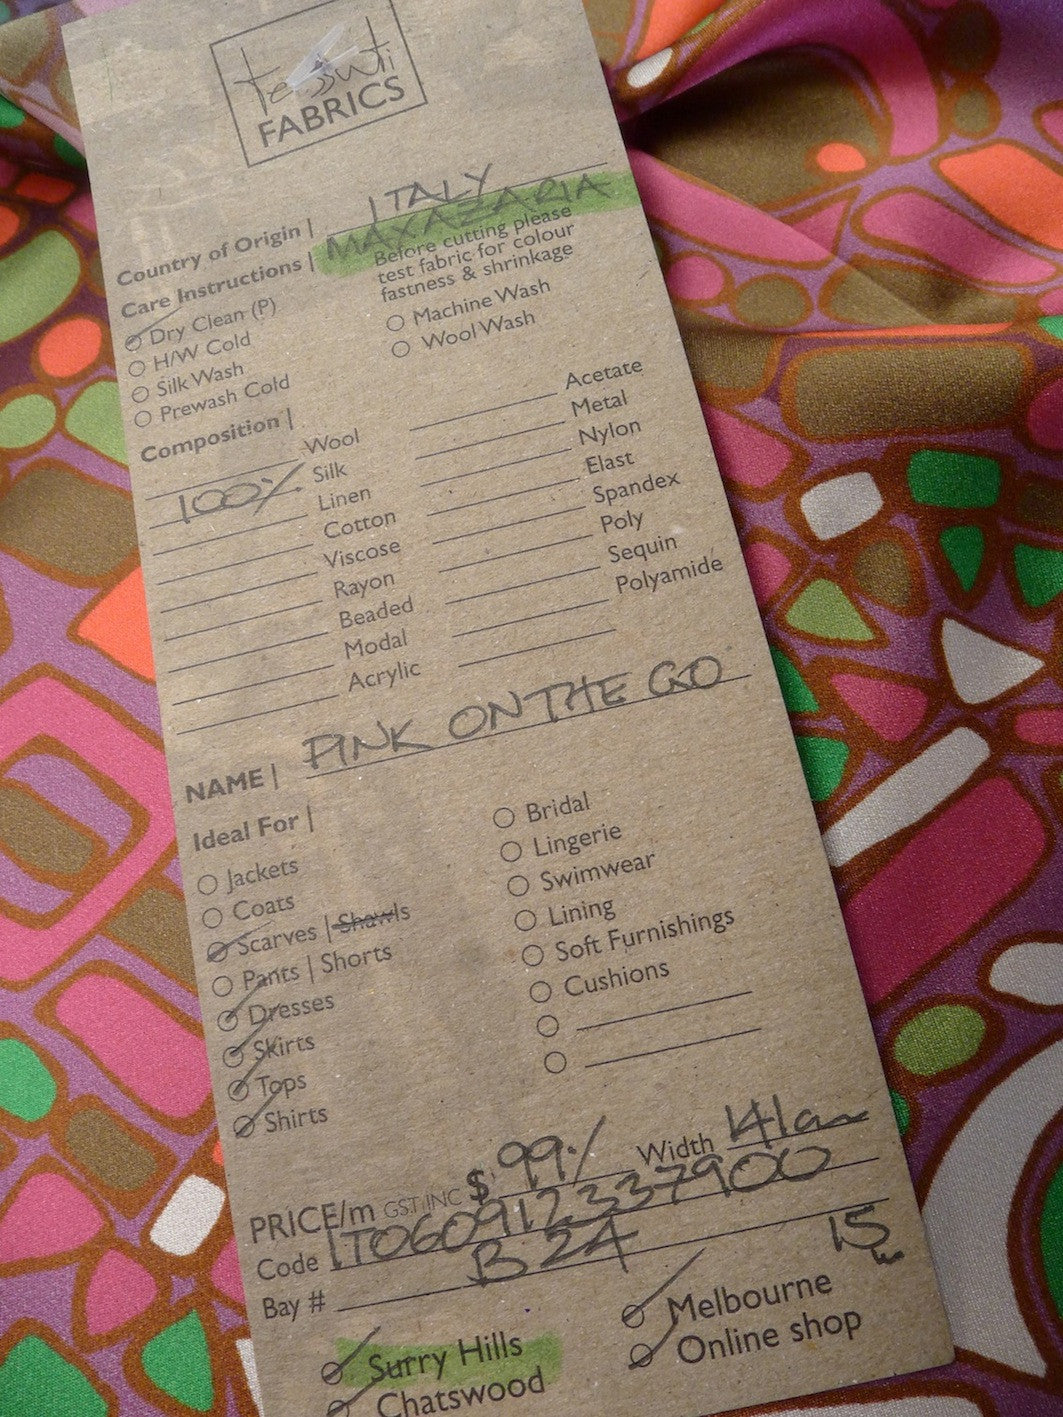 tessuti
FABRICS
Country of Origin | ITALY
MAXAZARIA
Care Instructions | Before cutting please
test fabric for colour
fastness & shrinkage
Dry Clean (P)
H/W Cold
Silk Wash
Prewash Cold
Machine Wash
Wool Wash
Composition |
Wool
100% Silk
Linen
Cotton
Viscose
Rayon
Beaded
Modal
Acrylic
Acetate
Metal
Nylon
Elast
Spandex
Poly
Sequin
Polyamide
NAME | PINK ON THE GO
Ideal For |
Jackets
Coats
Scarves | Shawls
Pants | Shorts
Dresses
Skirts
Tops
Shirts
Bridal
Lingerie
Swimwear
Lining
Soft Furnishings
Cushions
PRICE/m GST INC $ 99./ Width 141cm
Code ITO60912337900
Bay # B 2A 15
Surry Hills
Chatswood
Melbourne
Online shop